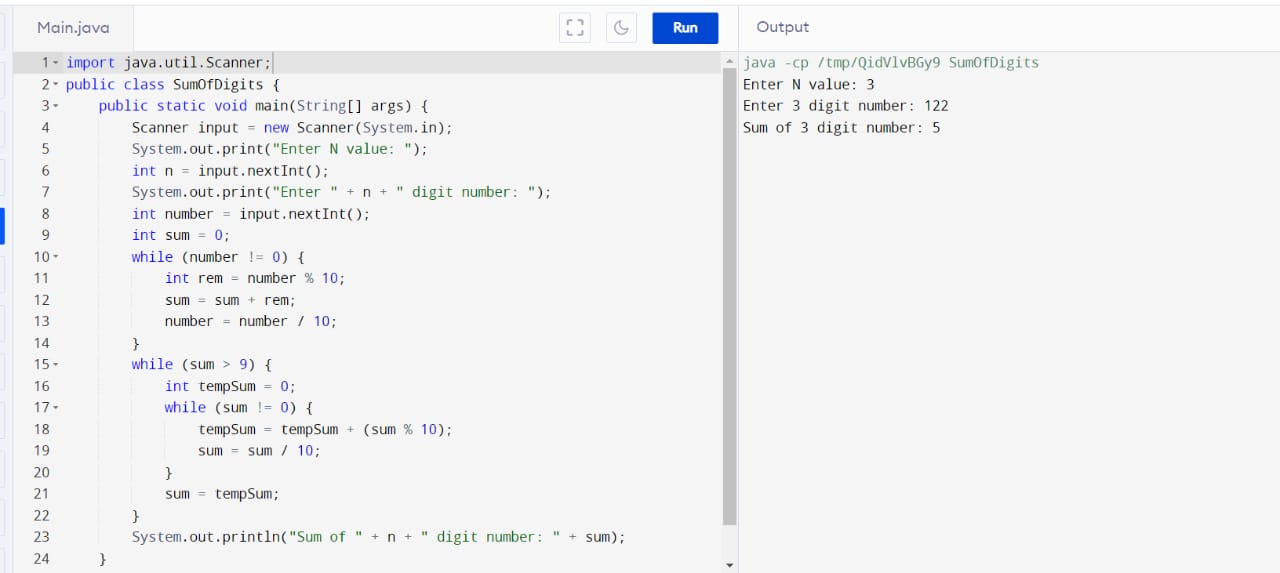 Main.java
Run
Output
1 import java.util.Scanner;
2 public class SumOfDigits {
3     public static void main(String[] args) {
4         Scanner input = new Scanner(System.in);
5         System.out.print("Enter N value: ");
6         int n = input.nextInt();
7         System.out.print("Enter " + n + " digit number: ");
8         int number = input.nextInt();
9         int sum = 0;
10         while (number != 0) {
11             int rem = number % 10;
12             sum = sum + rem;
13             number = number / 10;
14         }
15         while (sum > 9) {
16             int tempSum = 0;
17             while (sum != 0) {
18                 tempSum = tempSum + (sum % 10);
19                 sum = sum / 10;
20             }
21             sum = tempSum;
22         }
23         System.out.println("Sum of " + n + " digit number: " + sum);
24     }
java -cp /tmp/QidVlvBGy9 SumOfDigits
Enter N value: 3
Enter 3 digit number: 122
Sum of 3 digit number: 5